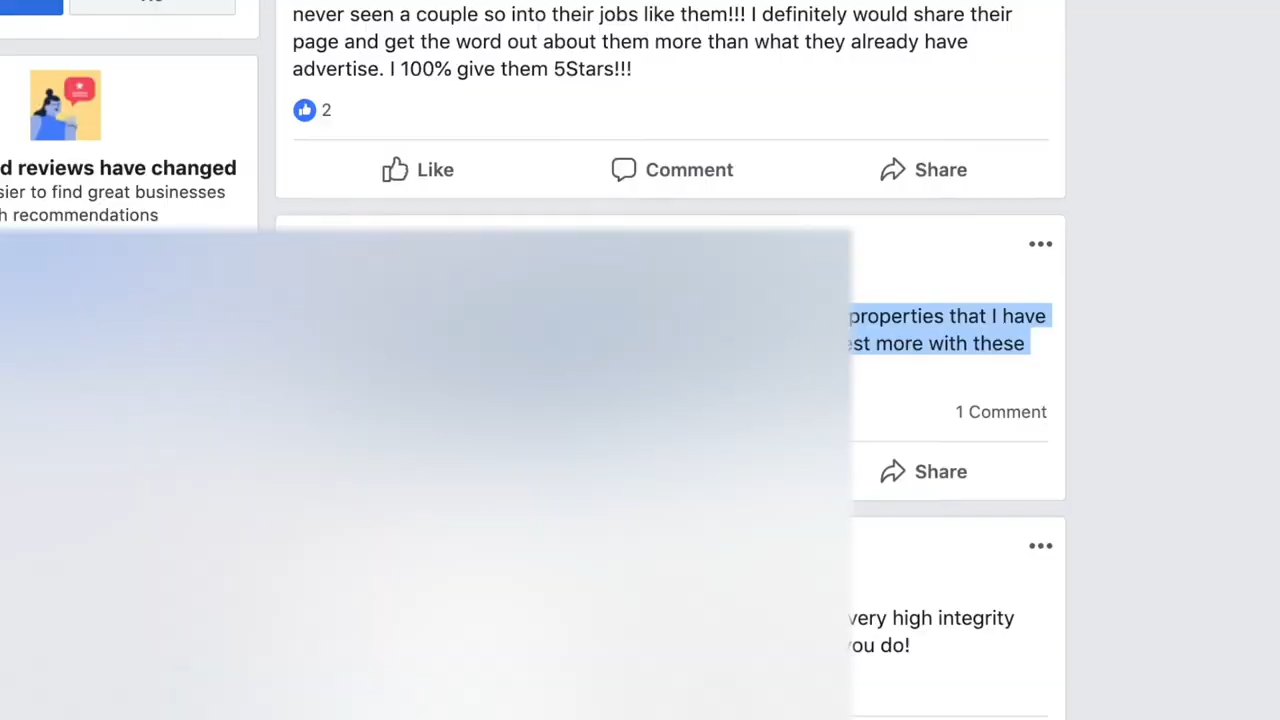 never seen a couple so into their jobs like them!!! I definitely would share their
page and get the word out about them more than what they already have
advertise. I 100% give them 5Stars!!!
2
Like Comment Share
d reviews have changed
sier to find great businesses
h recommendations
properties that I have
est more with these
1 Comment
Share
very high integrity
you do!